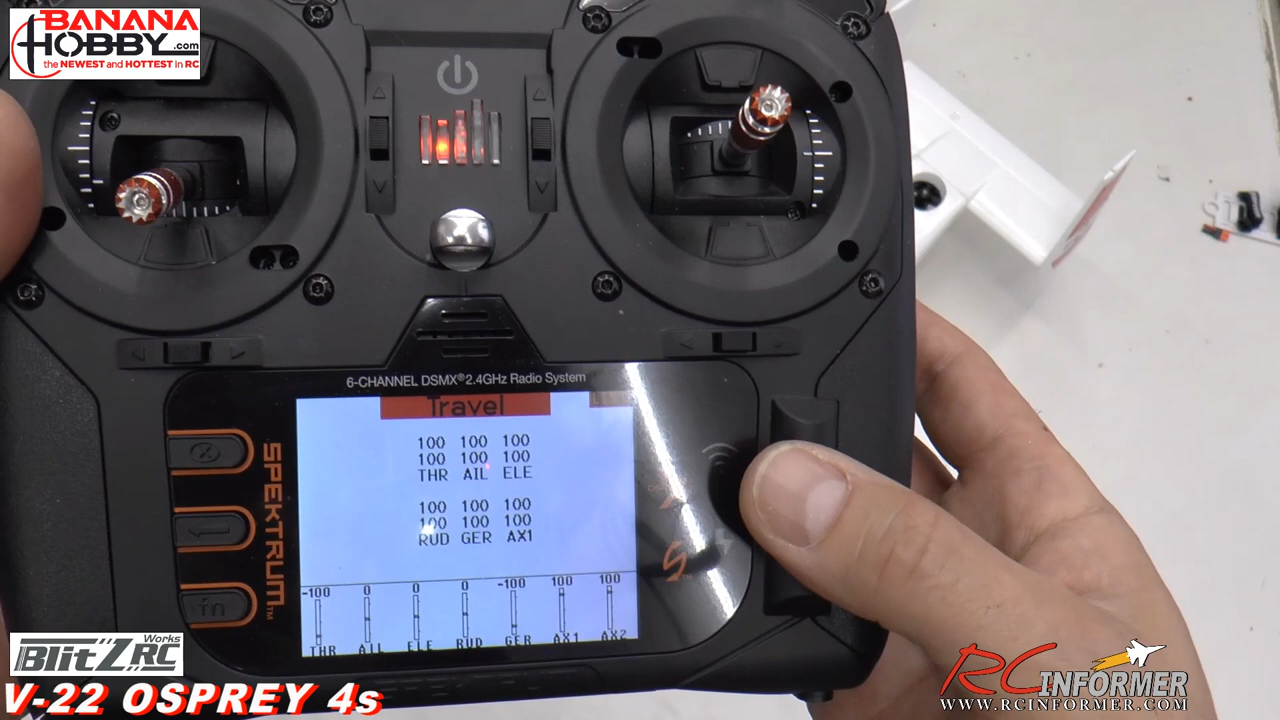 BANANA
HOBBY.com
the NEWEST and HOTTEST in RC
6-CHANNEL DSMX® 2.4GHz Radio System
Travel
100 100 100
100 100 100
THR AIL ELE
100 100 100
100 100 100
RUD GER AX1
-100 0 0 0 -100 100 100
THR AIL ELE RUD GER AX1 AX2
SPEKTRUM™
fn
BlitZRC Works
V-22 OSPREY 4s
RCINFORMER
WWW.RCINFORMER.COM